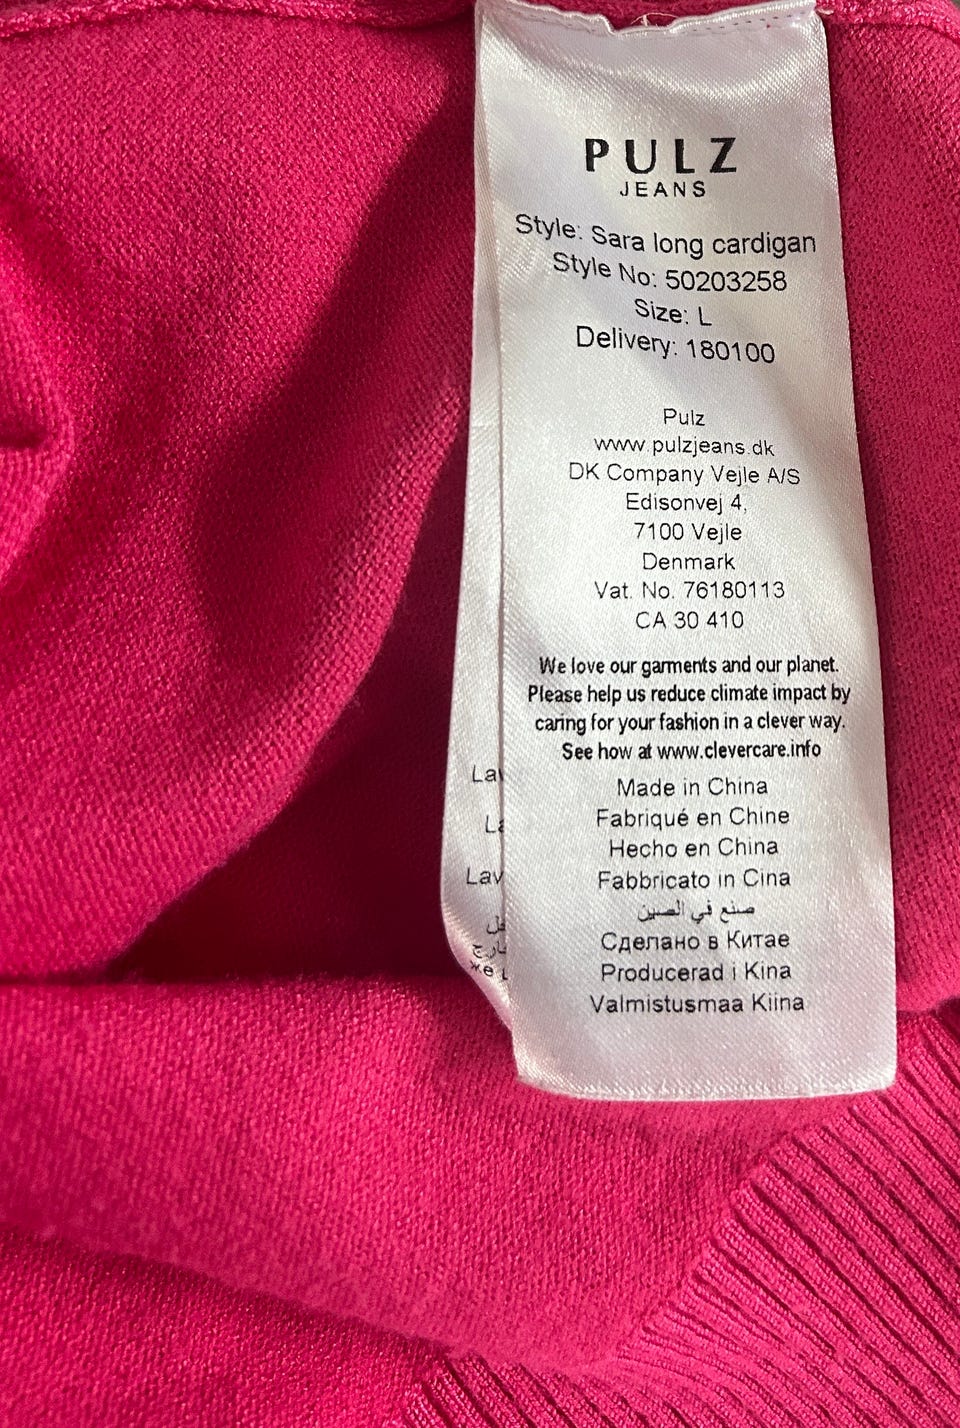 PULZ
JEANS
Style: Sara long cardigan
Style No: 50203258
Size: L
Delivery: 180100
Pulz
www.pulzjeans.dk
DK Company Vejle A/S
Edisonvej 4,
7100 Vejle
Denmark
Vat. No. 76180113
CA 30 410
We love our garments and our planet.
Please help us reduce climate impact by
caring for your fashion in a clever way.
See how at www.clevercare.info
Made in China
Fabriqué en Chine
Hecho en China
Fabbricato in Cina
صنع في الصين
Сделано в Китае
Producerad i Kina
Valmistusmaa Kiina